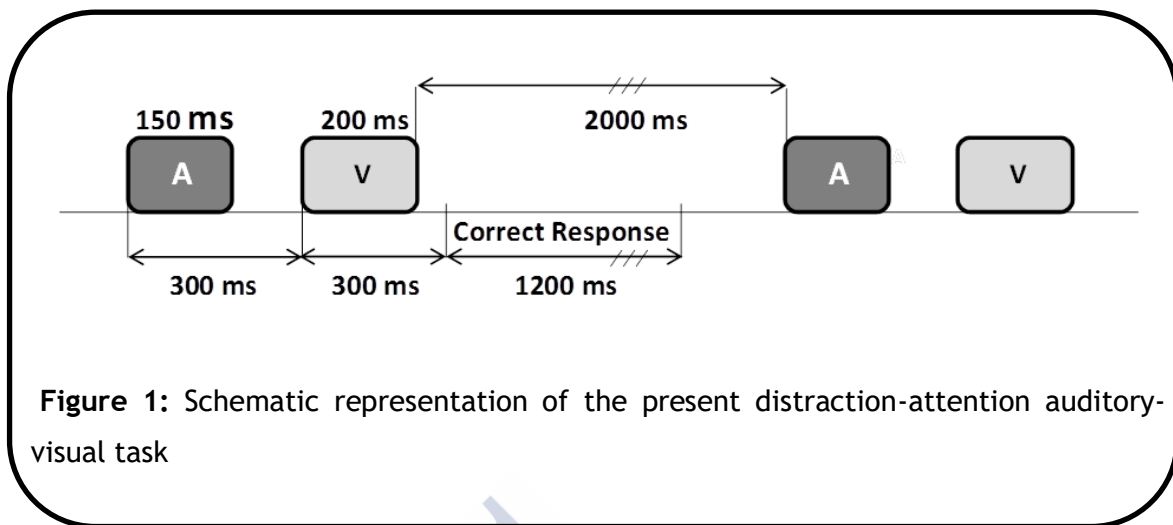 150 ms 200 ms 2000 ms
A V A V
Correct Response
300 ms 300 ms 1200 ms
Figure 1: Schematic representation of the present distraction-attention auditory-
visual task